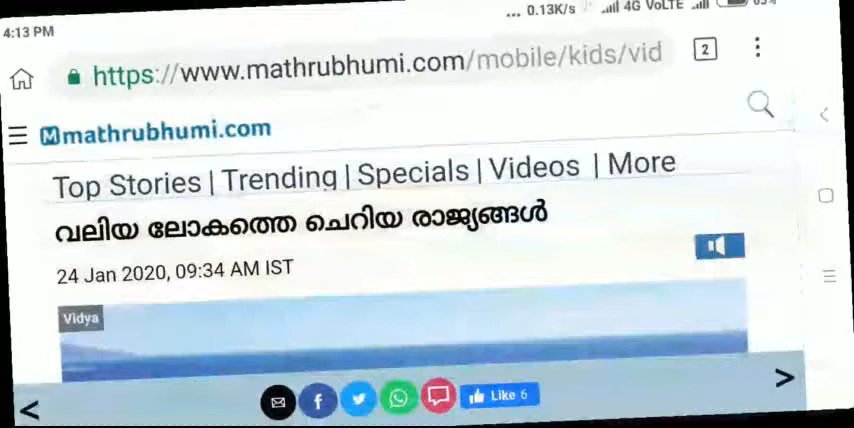 4:13 PM
... 0.13K/s 4G VoLTE
https://www.mathrubhumi.com/mobile/kids/vid 2
mathrubhumi.com
Top Stories | Trending | Specials | Videos | More
വലിയ ലോകത്തെ ചെറിയ രാജ്യങ്ങൾ
24 Jan 2020, 09:34 AM IST
Vidya
< Like 6 >